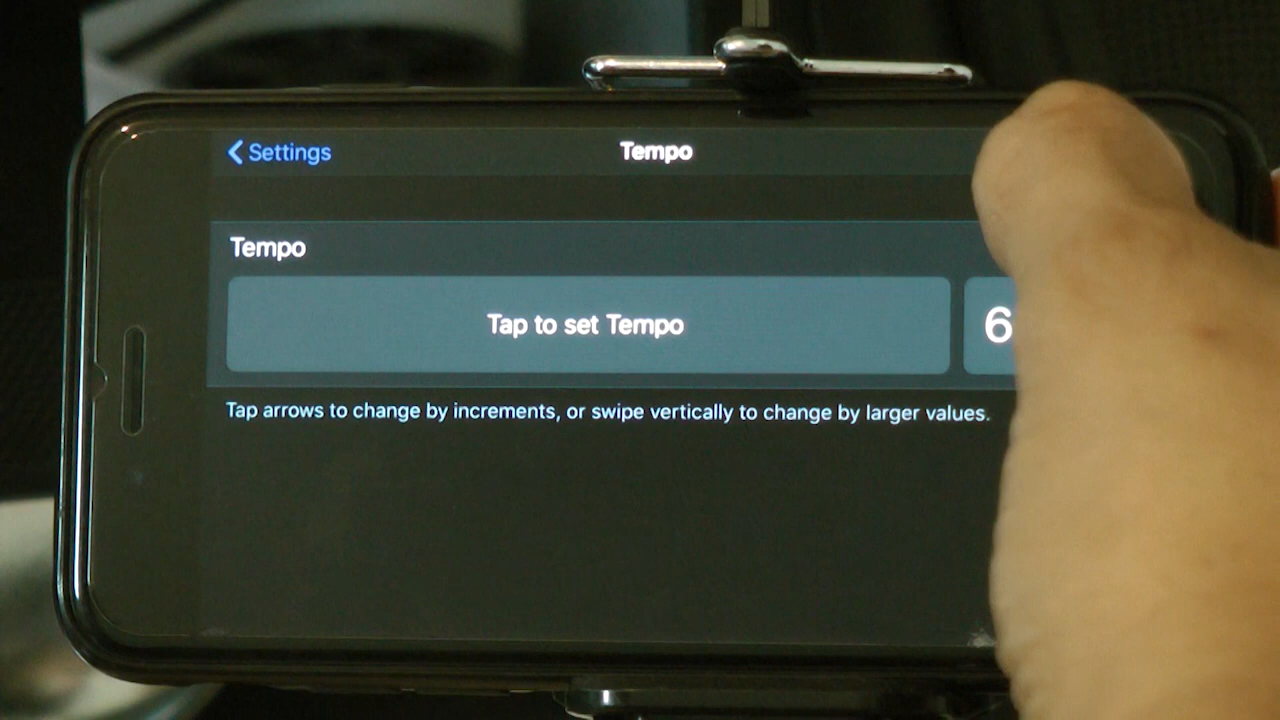 Settings
Tempo
Tempo
Tap to set Tempo
6
Tap arrows to change by increments, or swipe vertically to change by larger values.